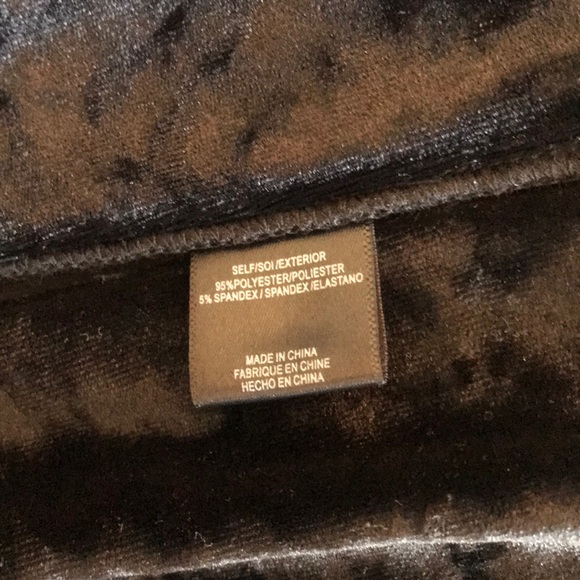 SELF/SOI/EXTERIOR
95%POLYESTER/POLIESTER
5% SPANDEX / SPANDEX /ELASTANO
MADE IN CHINA
FABRIQUE EN CHINE
HECHO EN CHINA